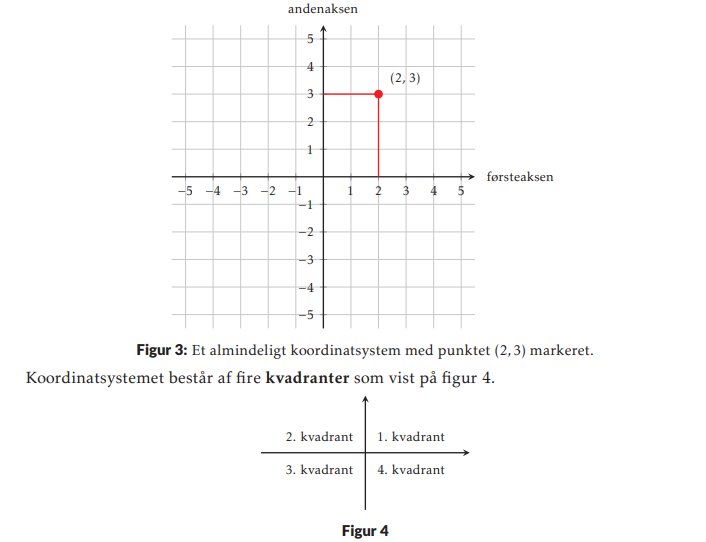 andenaksen
5
4
(2, 3)
3
2
1
førsteaksen
−5 −4 −3 −2 −1 1 2 3 4 5
−1
−2
−3
−4
−5
Figur 3: Et almindeligt koordinatsystem med punktet (2, 3) markeret.
Koordinatsystemet består af fire kvadranter som vist på figur 4.
2. kvadrant 1. kvadrant
3. kvadrant 4. kvadrant
Figur 4